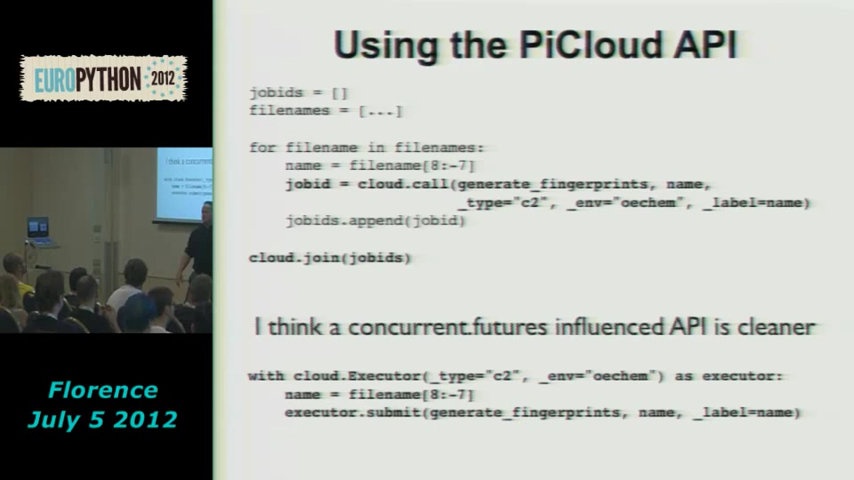 EUROPYTHON 2012
Florence
July 5 2012
Using the PiCloud API
jobids = []
filenames = [...]
for filename in filenames:
name = filename[8:-7]
jobid = cloud.call(generate_fingerprints, name,
_type="c2", _env="oechem", _label=name)
jobids.append(jobid)
cloud.join(jobids)
I think a concurrent.futures influenced API is cleaner
with cloud.Executor(_type="c2", _env="oechem") as executor:
name = filename[8:-7]
executor.submit(generate_fingerprints, name, _label=name)